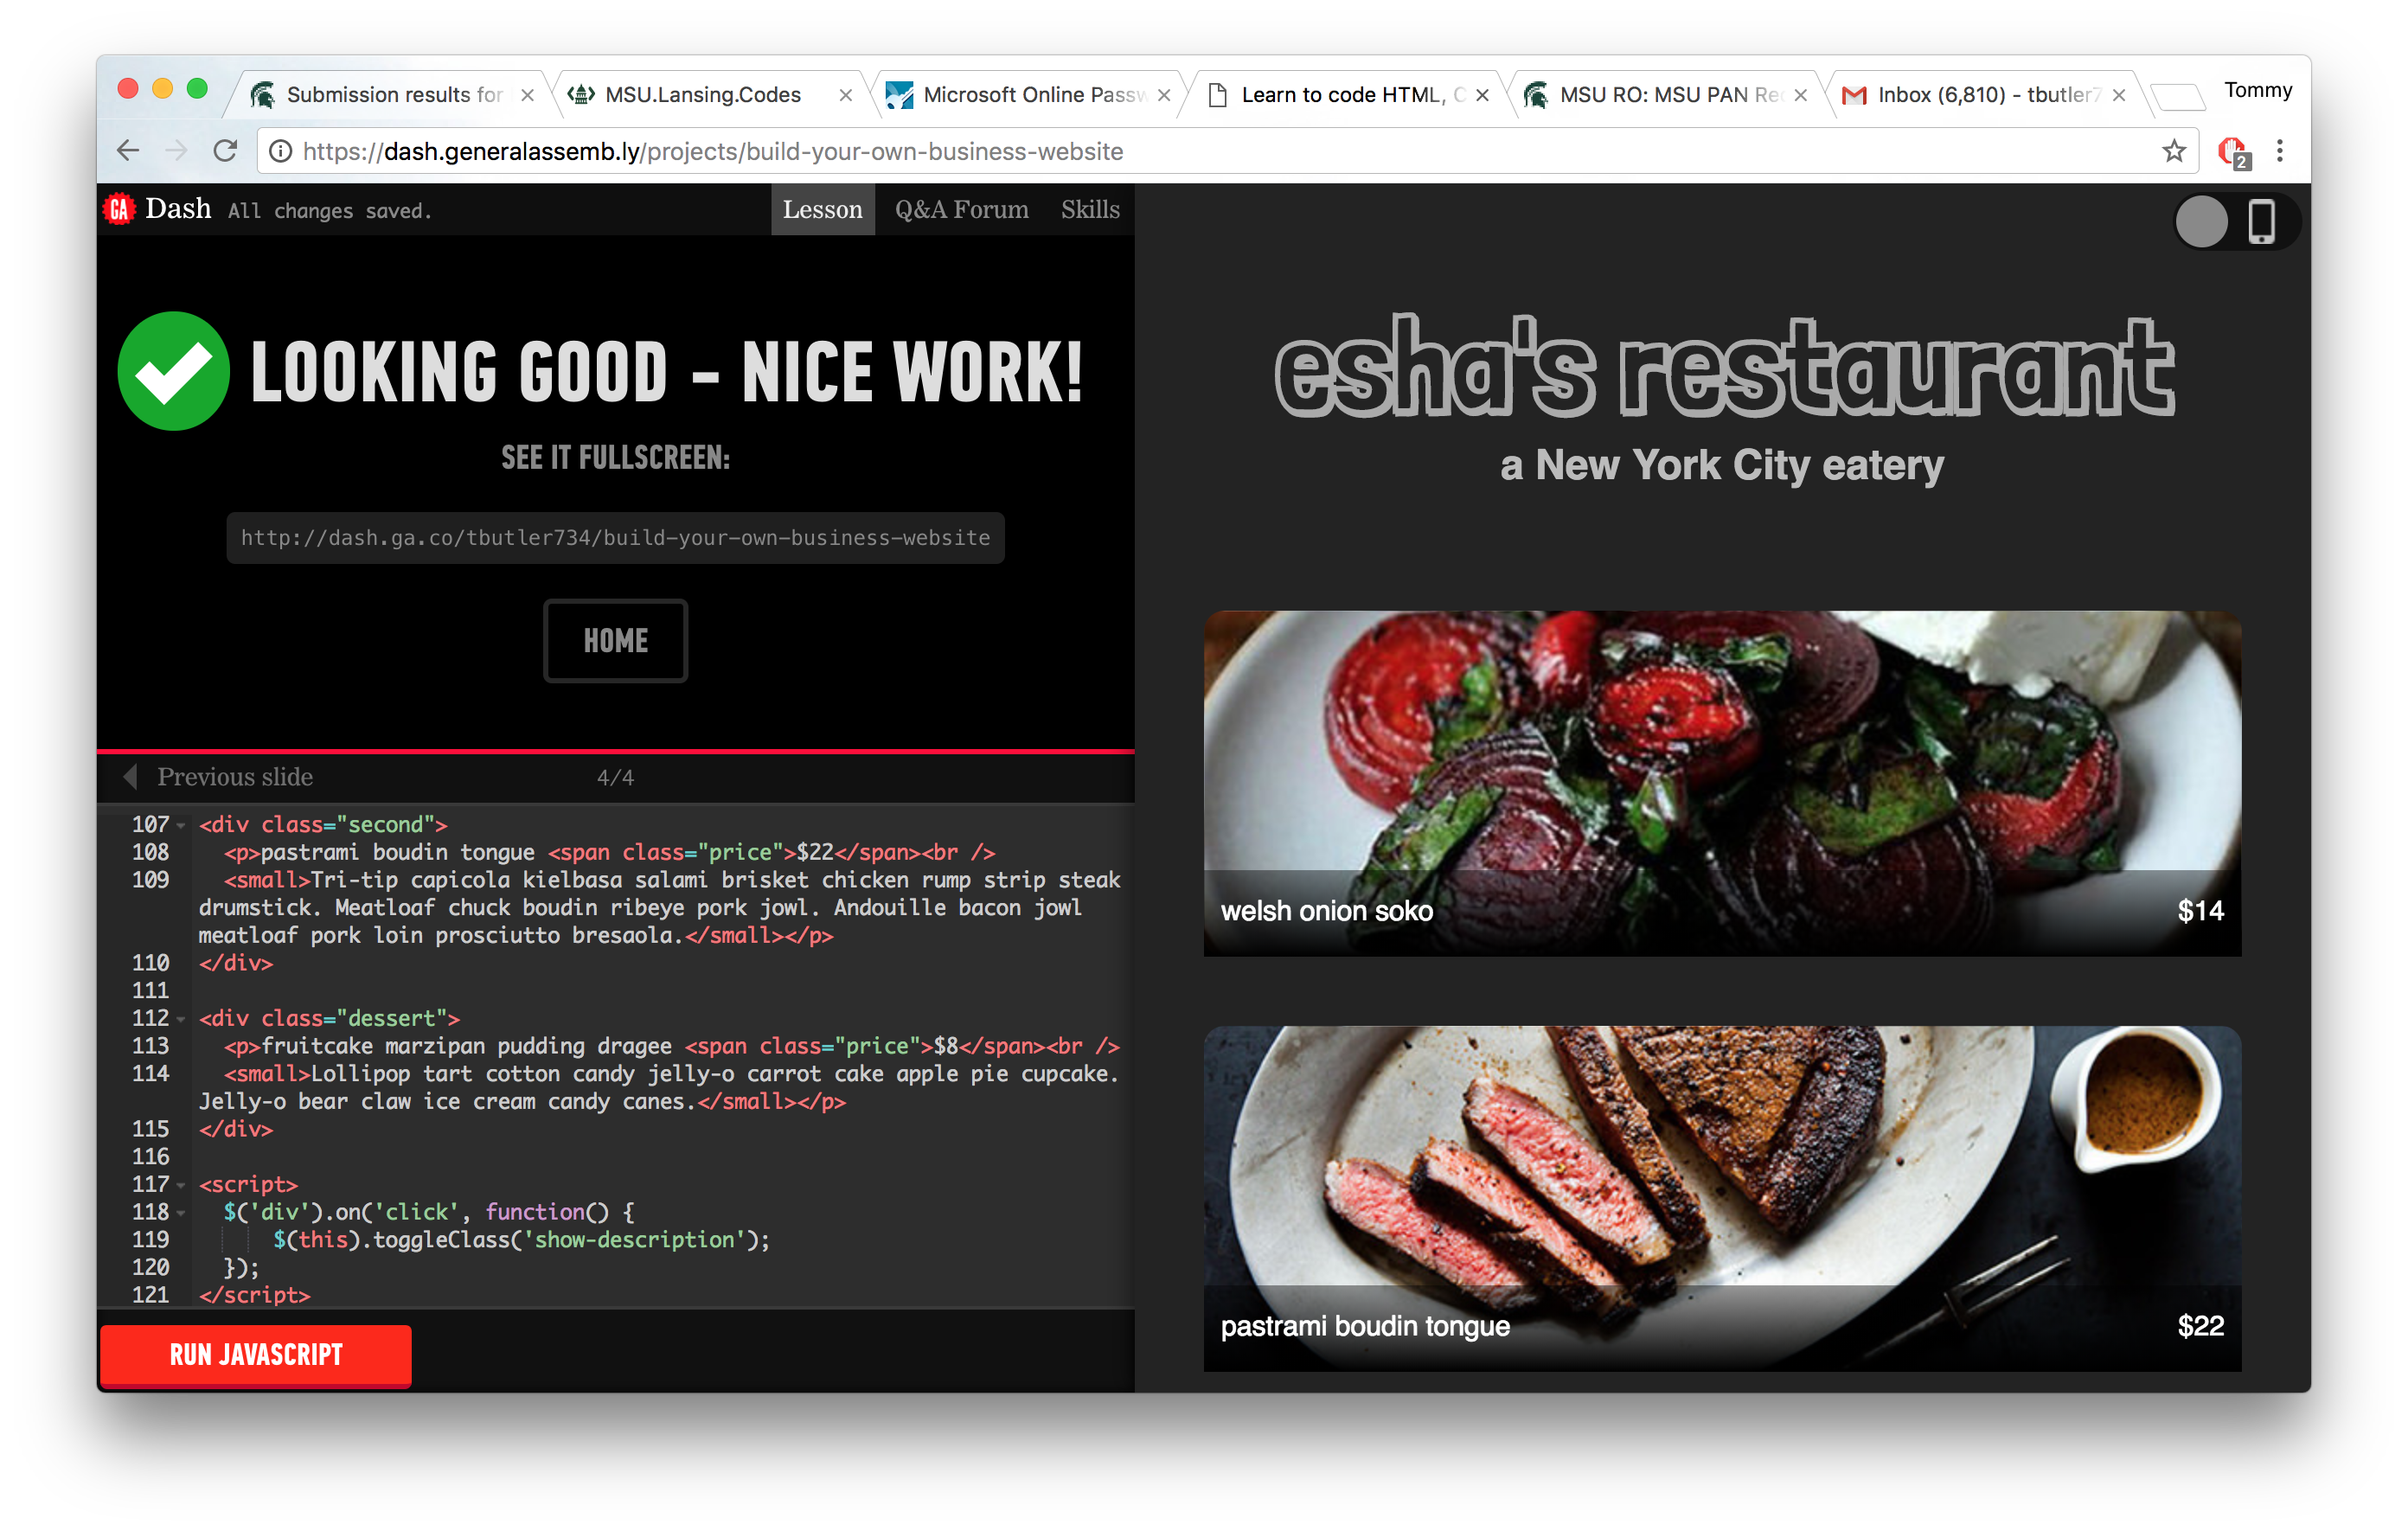 Submission results for
MSU.Lansing.Codes
Microsoft Online Passw
Learn to code HTML, C
MSU RO: MSU PAN Rec
Inbox (6,810) - tbutler7
Tommy
https://dash.generalassemb.ly/projects/build-your-own-business-website
2
GA Dash All changes saved.
Lesson Q&A Forum Skills
LOOKING GOOD - NICE WORK!
SEE IT FULLSCREEN:
http://dash.ga.co/tbutler734/build-your-own-business-website
HOME
Previous slide 4/4
107 <div class="second">
108 <p>pastrami boudin tongue <span class="price">$22</span><br />
109 <small>Tri-tip capicola kielbasa salami brisket chicken rump strip steak
drumstick. Meatloaf chuck boudin ribeye pork jowl. Andouille bacon jowl
meatloaf pork loin prosciutto bresaola.</small></p>
110 </div>
111
112 <div class="dessert">
113 <p>fruitcake marzipan pudding dragee <span class="price">$8</span><br />
114 <small>Lollipop tart cotton candy jelly-o carrot cake apple pie cupcake.
Jelly-o bear claw ice cream candy canes.</small></p>
115 </div>
116
117 <script>
118 $('div').on('click', function() {
119 $(this).toggleClass('show-description');
120 });
121 </script>
RUN JAVASCRIPT
esha's restaurant
a New York City eatery
welsh onion soko $14
pastrami boudin tongue $22